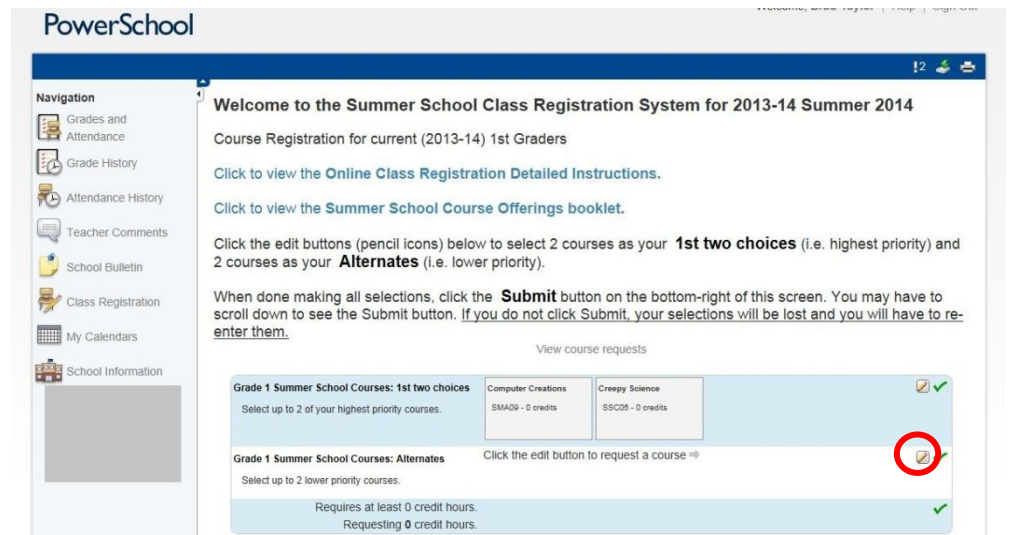 PowerSchool
Welcome, Brad Taylor | Help | Sign Out
!2
Navigation
Grades and
Attendance
Grade History
Attendance History
Teacher Comments
School Bulletin
Class Registration
My Calendars
School Information
Welcome to the Summer School Class Registration System for 2013-14 Summer 2014
Course Registration for current (2013-14) 1st Graders
Click to view the Online Class Registration Detailed Instructions.
Click to view the Summer School Course Offerings booklet.
Click the edit buttons (pencil icons) below to select 2 courses as your 1st two choices (i.e. highest priority) and
2 courses as your Alternates (i.e. lower priority).
When done making all selections, click the Submit button on the bottom-right of this screen. You may have to
scroll down to see the Submit button. If you do not click Submit, your selections will be lost and you will have to re-
enter them.
View course requests
Grade 1 Summer School Courses: 1st two choices
Select up to 2 of your highest priority courses.
Computer Creations
SMA09 - 0 credits
Creepy Science
SSC05 - 0 credits
Grade 1 Summer School Courses: Alternates
Select up to 2 lower priority courses.
Click the edit button to request a course ⇨
Requires at least 0 credit hours.
Requesting 0 credit hours.